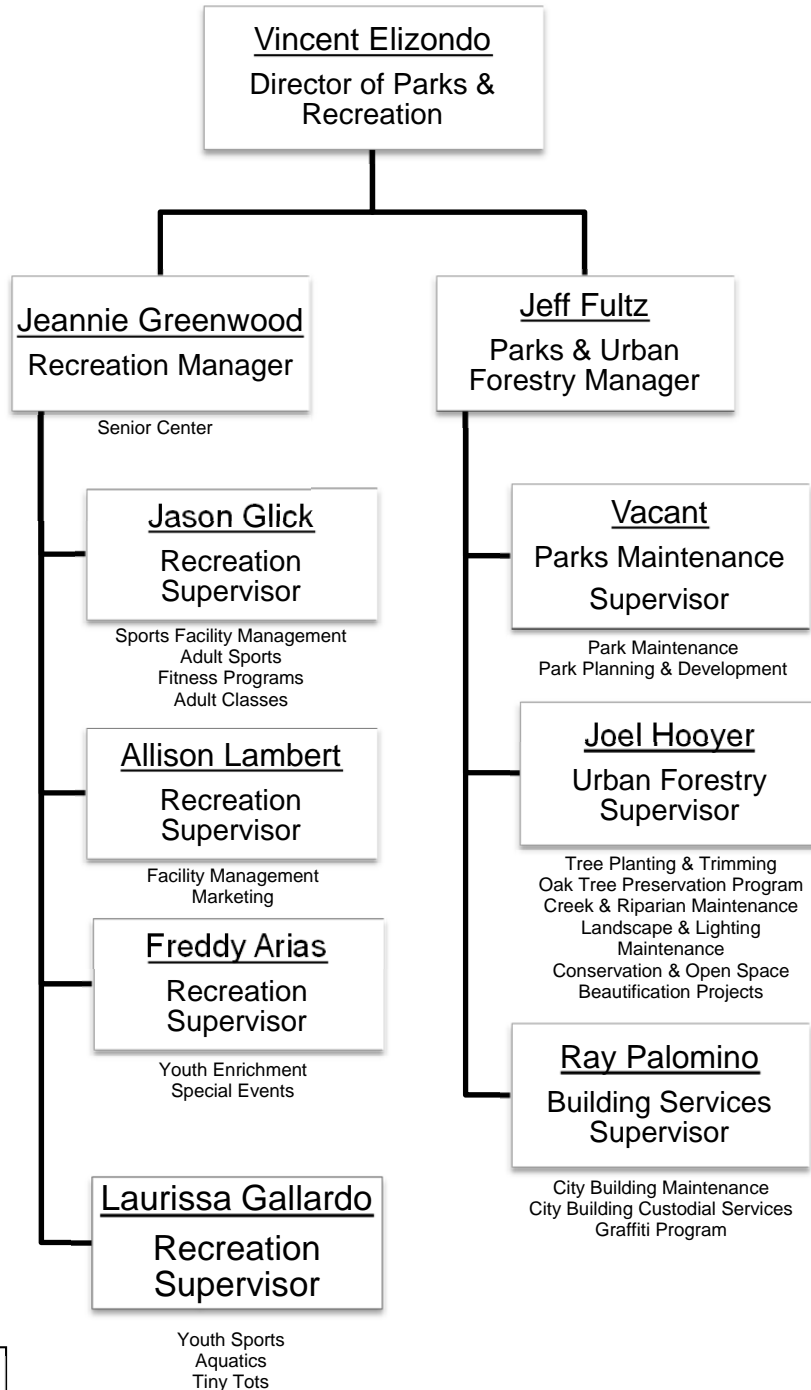 Vincent Elizondo
Director of Parks &
Recreation
Jeannie Greenwood
Recreation Manager
Senior Center
Jason Glick
Recreation
Supervisor
Sports Facility Management
Adult Sports
Fitness Programs
Adult Classes
Allison Lambert
Recreation
Supervisor
Facility Management
Marketing
Freddy Arias
Recreation
Supervisor
Youth Enrichment
Special Events
Laurissa Gallardo
Recreation
Supervisor
Youth Sports
Aquatics
Tiny Tots
Jeff Fultz
Parks & Urban
Forestry Manager
Vacant
Parks Maintenance
Supervisor
Park Maintenance
Park Planning & Development
Joel Hooyer
Urban Forestry
Supervisor
Tree Planting & Trimming
Oak Tree Preservation Program
Creek & Riparian Maintenance
Landscape & Lighting
Maintenance
Conservation & Open Space
Beautification Projects
Ray Palomino
Building Services
Supervisor
City Building Maintenance
City Building Custodial Services
Graffiti Program